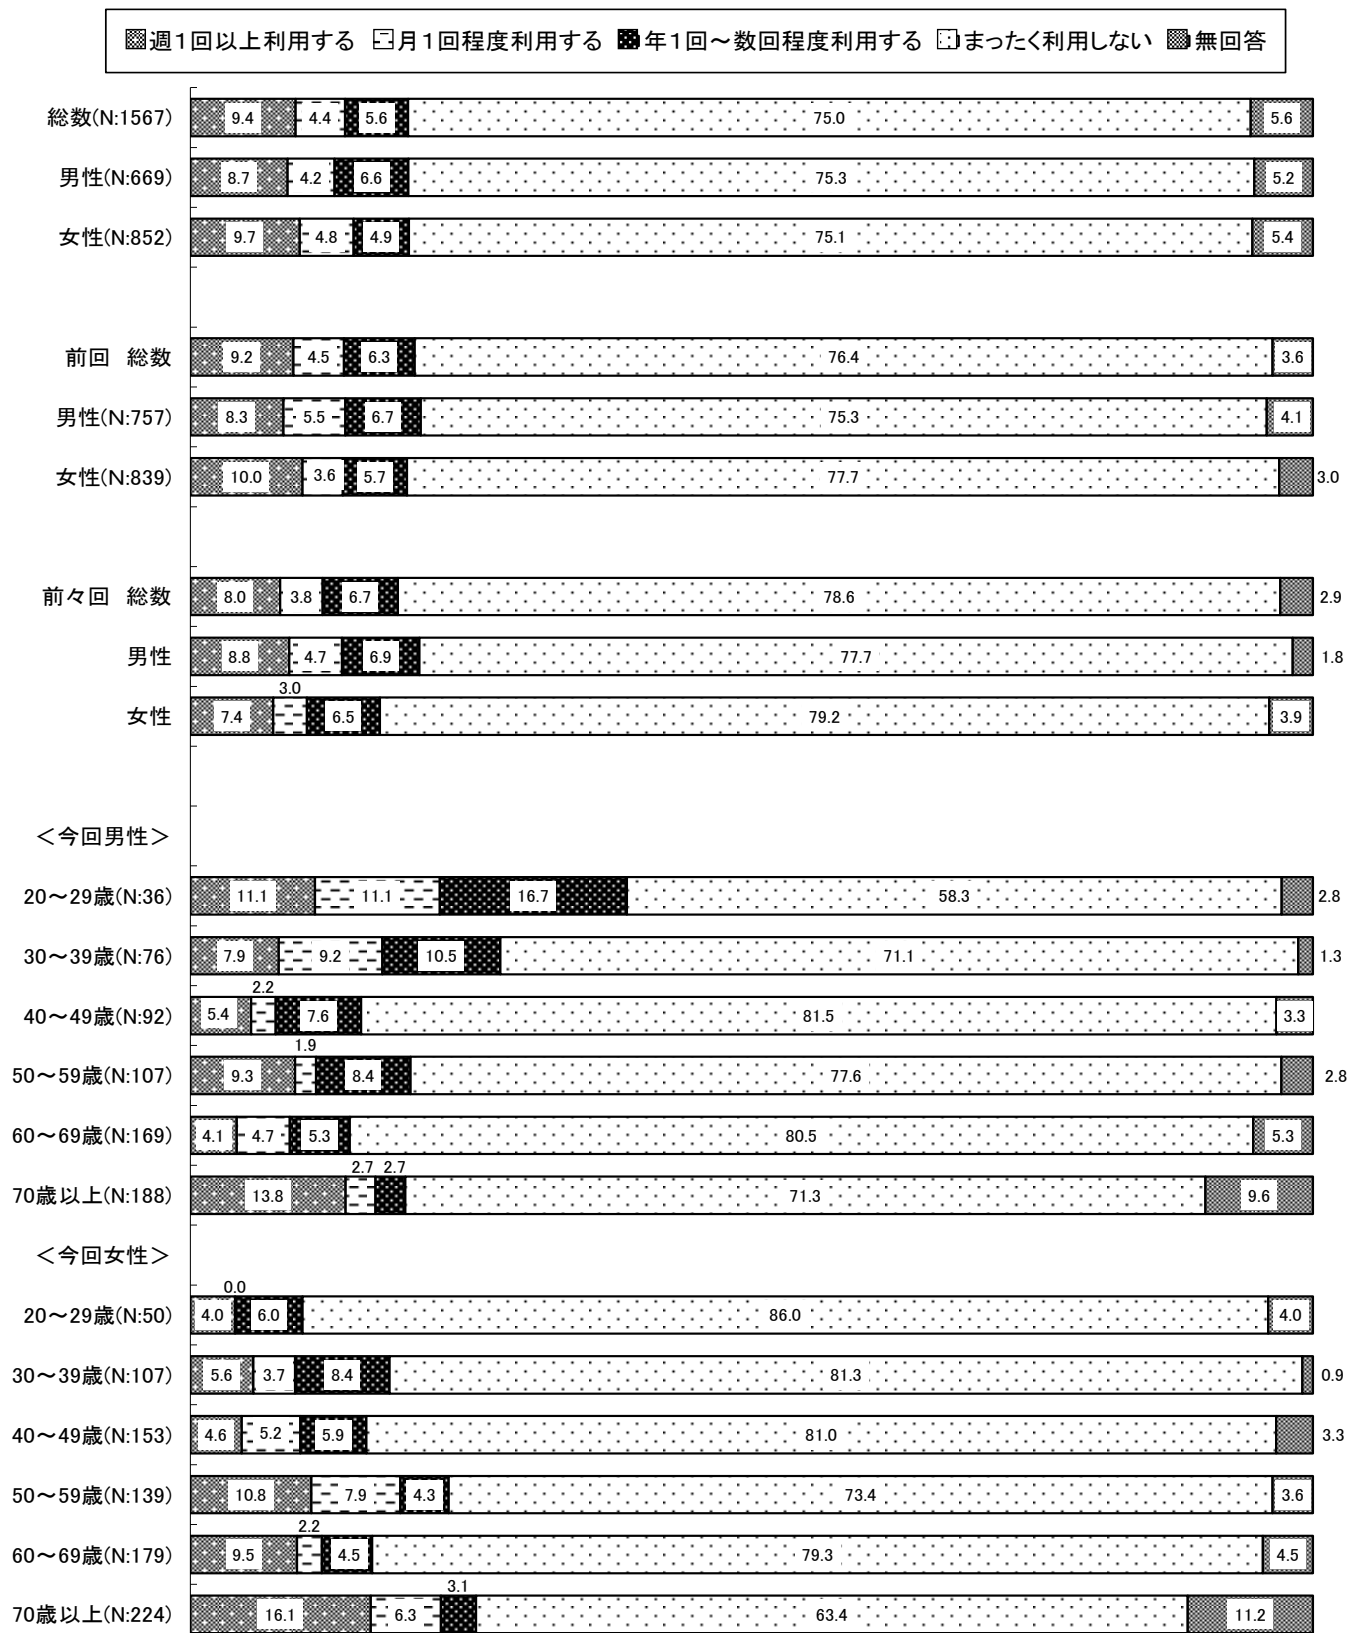 週1回以上利用する 月1回程度利用する 年1回～数回程度利用する まったく利用しない 無回答
総数(N:1567) 9.4 4.4 5.6 75.0 5.6
男性(N:669) 8.7 4.2 6.6 75.3 5.2
女性(N:852) 9.7 4.8 4.9 75.1 5.4
前回 総数 9.2 4.5 6.3 76.4 3.6
男性(N:757) 8.3 5.5 6.7 75.3 4.1
女性(N:839) 10.0 3.6 5.7 77.7 3.0
前々回 総数 8.0 3.8 6.7 78.6 2.9
男性 8.8 4.7 6.9 77.7 1.8
女性 7.4 3.0 6.5 79.2 3.9
＜今回男性＞
20～29歳(N:36) 11.1 11.1 16.7 58.3 2.8
30～39歳(N:76) 7.9 9.2 10.5 71.1 1.3
40～49歳(N:92) 5.4 2.2 7.6 81.5 3.3
50～59歳(N:107) 9.3 1.9 8.4 77.6 2.8
60～69歳(N:169) 4.1 4.7 5.3 80.5 5.3
70歳以上(N:188) 13.8 2.7 2.7 71.3 9.6
＜今回女性＞
20～29歳(N:50) 4.0 0.0 6.0 86.0 4.0
30～39歳(N:107) 5.6 3.7 8.4 81.3 0.9
40～49歳(N:153) 4.6 5.2 5.9 81.0 3.3
50～59歳(N:139) 10.8 7.9 4.3 73.4 3.6
60～69歳(N:179) 9.5 2.2 4.5 79.3 4.5
70歳以上(N:224) 16.1 6.3 3.1 63.4 11.2